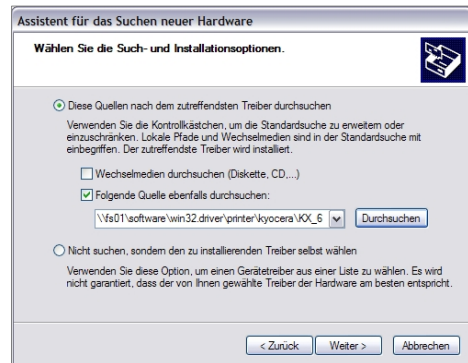 Assistent für das Suchen neuer Hardware
Wählen Sie die Such- und Installationsoptionen.
Diese Quellen nach dem zutreffendsten Treiber durchsuchen
Verwenden Sie die Kontrollkästchen, um die Standardsuche zu erweitern oder
einzuschränken. Lokale Pfade und Wechselmedien sind in der Standardsuche mit
einbegriffen. Der zutreffendste Treiber wird installiert.
Wechselmedien durchsuchen (Diskette, CD,...)
Folgende Quelle ebenfalls durchsuchen:
\\fs01\software\win32.driver\printer\kyocera\KX_6 Durchsuchen
Nicht suchen, sondern den zu installierenden Treiber selbst wählen
Verwenden Sie diese Option, um einen Gerätetreiber aus einer Liste zu wählen. Es wird
nicht garantiert, dass der von Ihnen gewählte Treiber der Hardware am besten entspricht.
< Zurück Weiter > Abbrechen